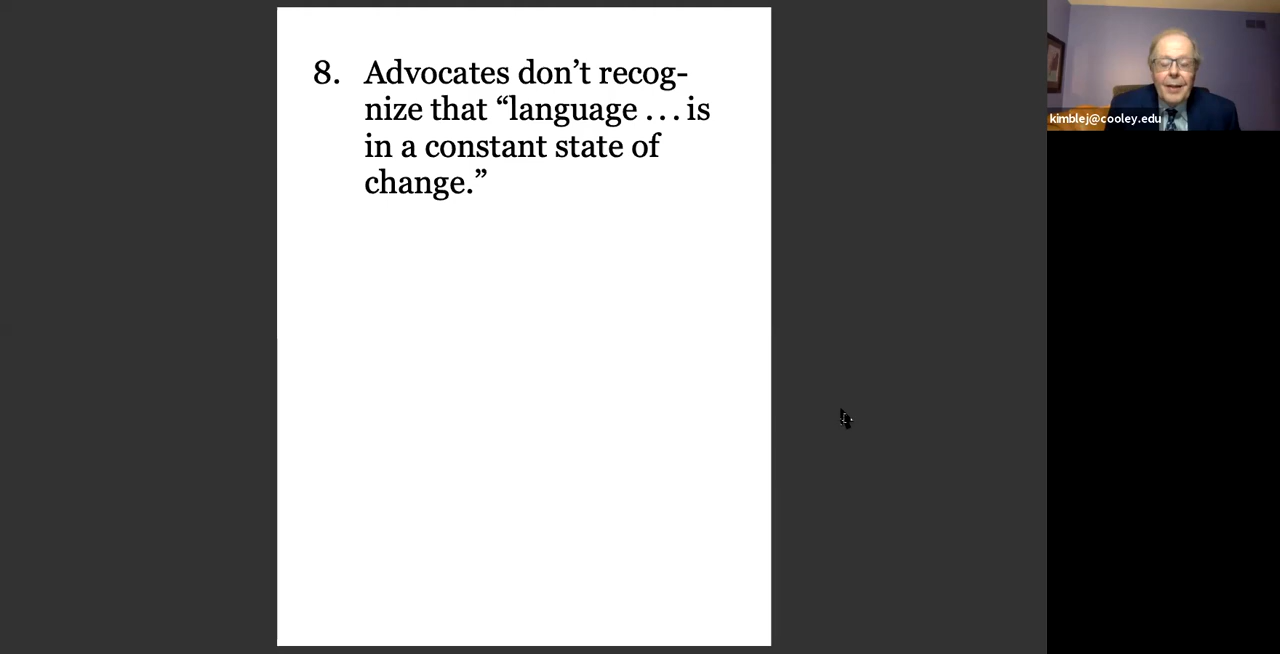 8. Advocates don’t recog-
nize that “language . . . is
in a constant state of
change.”
kimblej@cooley.edu